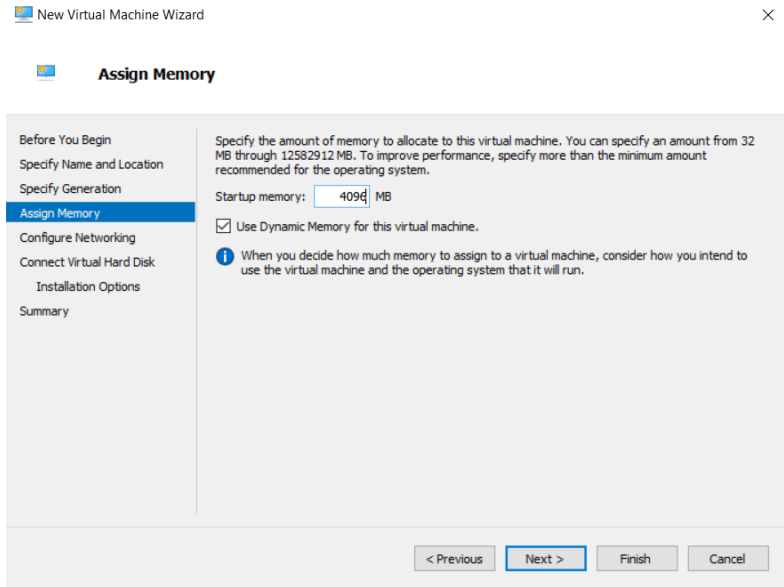 New Virtual Machine Wizard
Assign Memory
Before You Begin
Specify Name and Location
Specify Generation
Assign Memory
Configure Networking
Connect Virtual Hard Disk
Installation Options
Summary
Specify the amount of memory to allocate to this virtual machine. You can specify an amount from 32
MB through 12582912 MB. To improve performance, specify more than the minimum amount
recommended for the operating system.
Startup memory: 4096 MB
Use Dynamic Memory for this virtual machine.
When you decide how much memory to assign to a virtual machine, consider how you intend to
use the virtual machine and the operating system that it will run.
< Previous Next > Finish Cancel